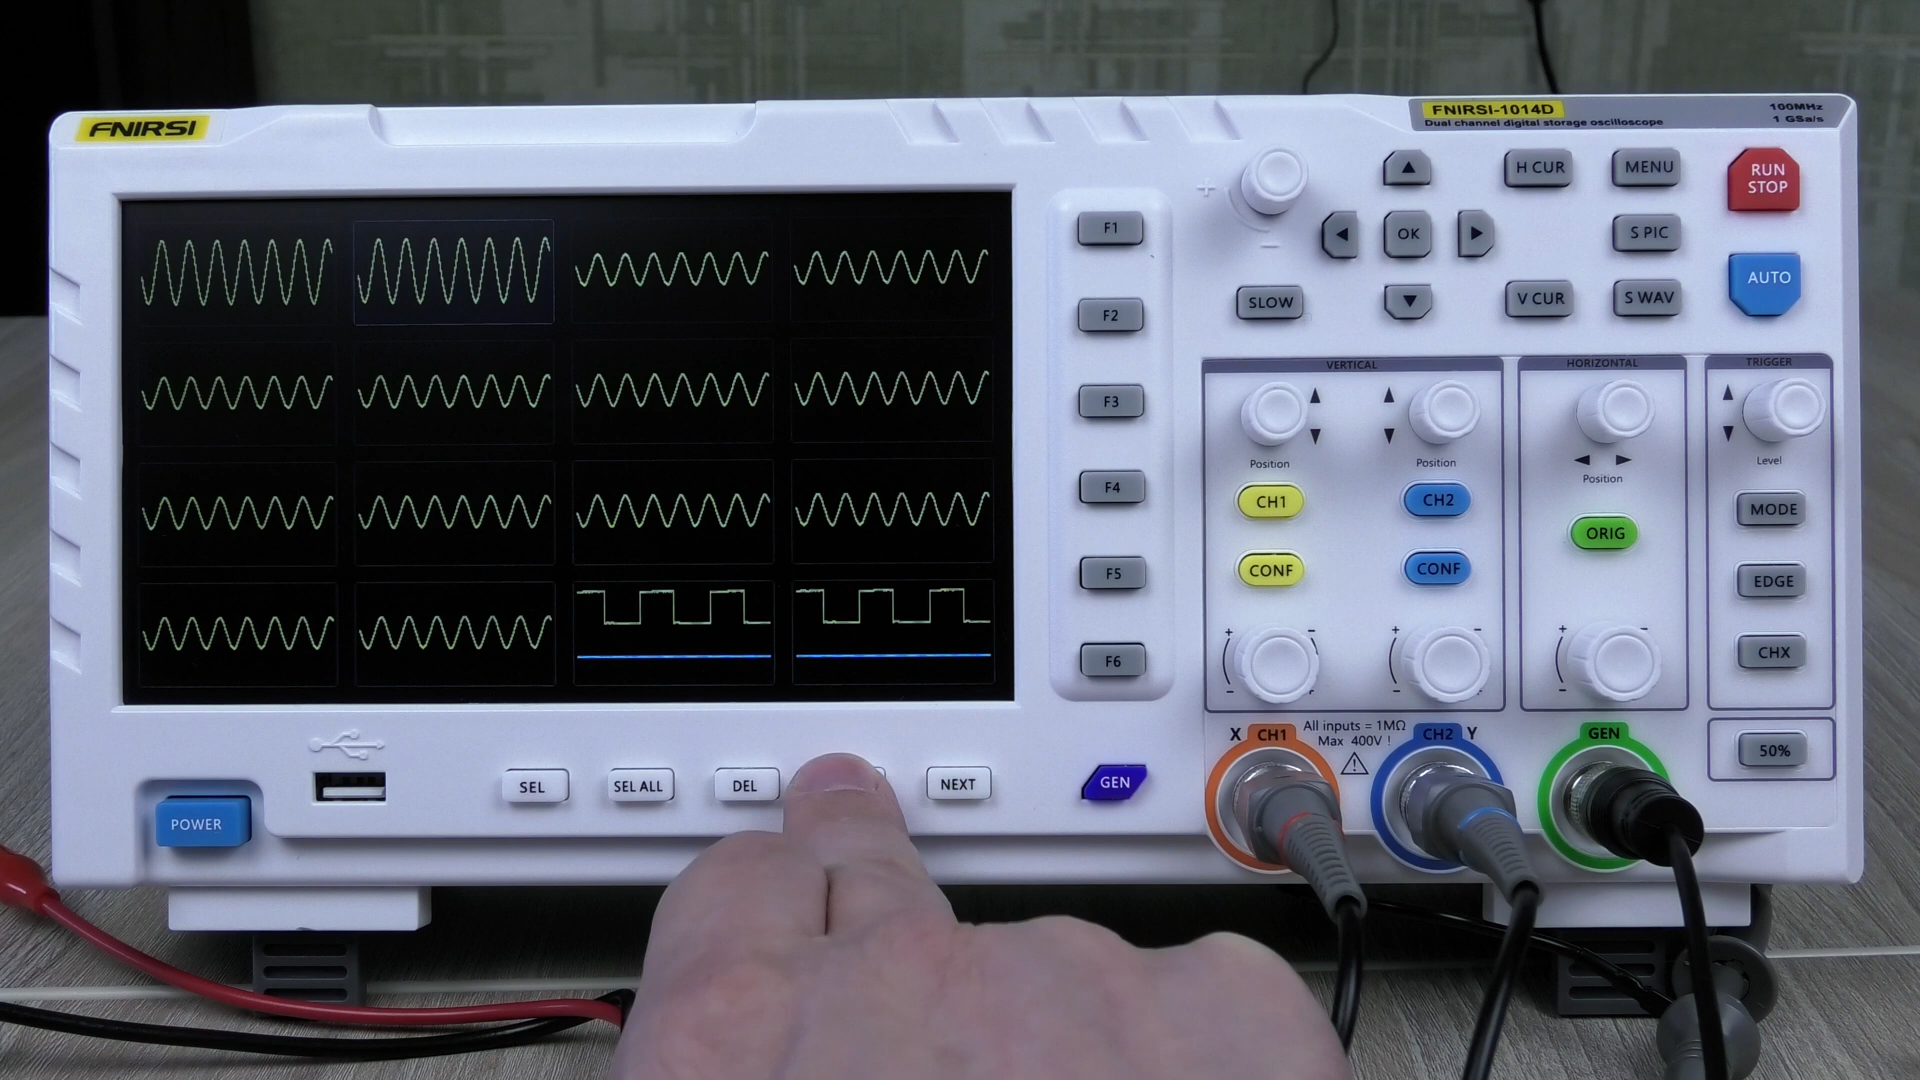 FNIRSI
FNIRSI-1014D
Dual channel digital storage oscilloscope
100MHz
1 GSa/s
+
−
SLOW
OK
H CUR
MENU
S PIC
V CUR
S WAV
RUN
STOP
AUTO
F1
F2
F3
F4
F5
F6
VERTICAL
Position
Position
CH1
CH2
CONF
CONF
+ −
−
+ −
−
HORIZONTAL
Position
ORIG
+ −
−
TRIGGER
Level
MODE
EDGE
CHX
50%
X CH1
All inputs = 1MΩ
Max 400V !
CH2 Y
GEN
POWER
SEL
SEL ALL
DEL
NEXT
GEN